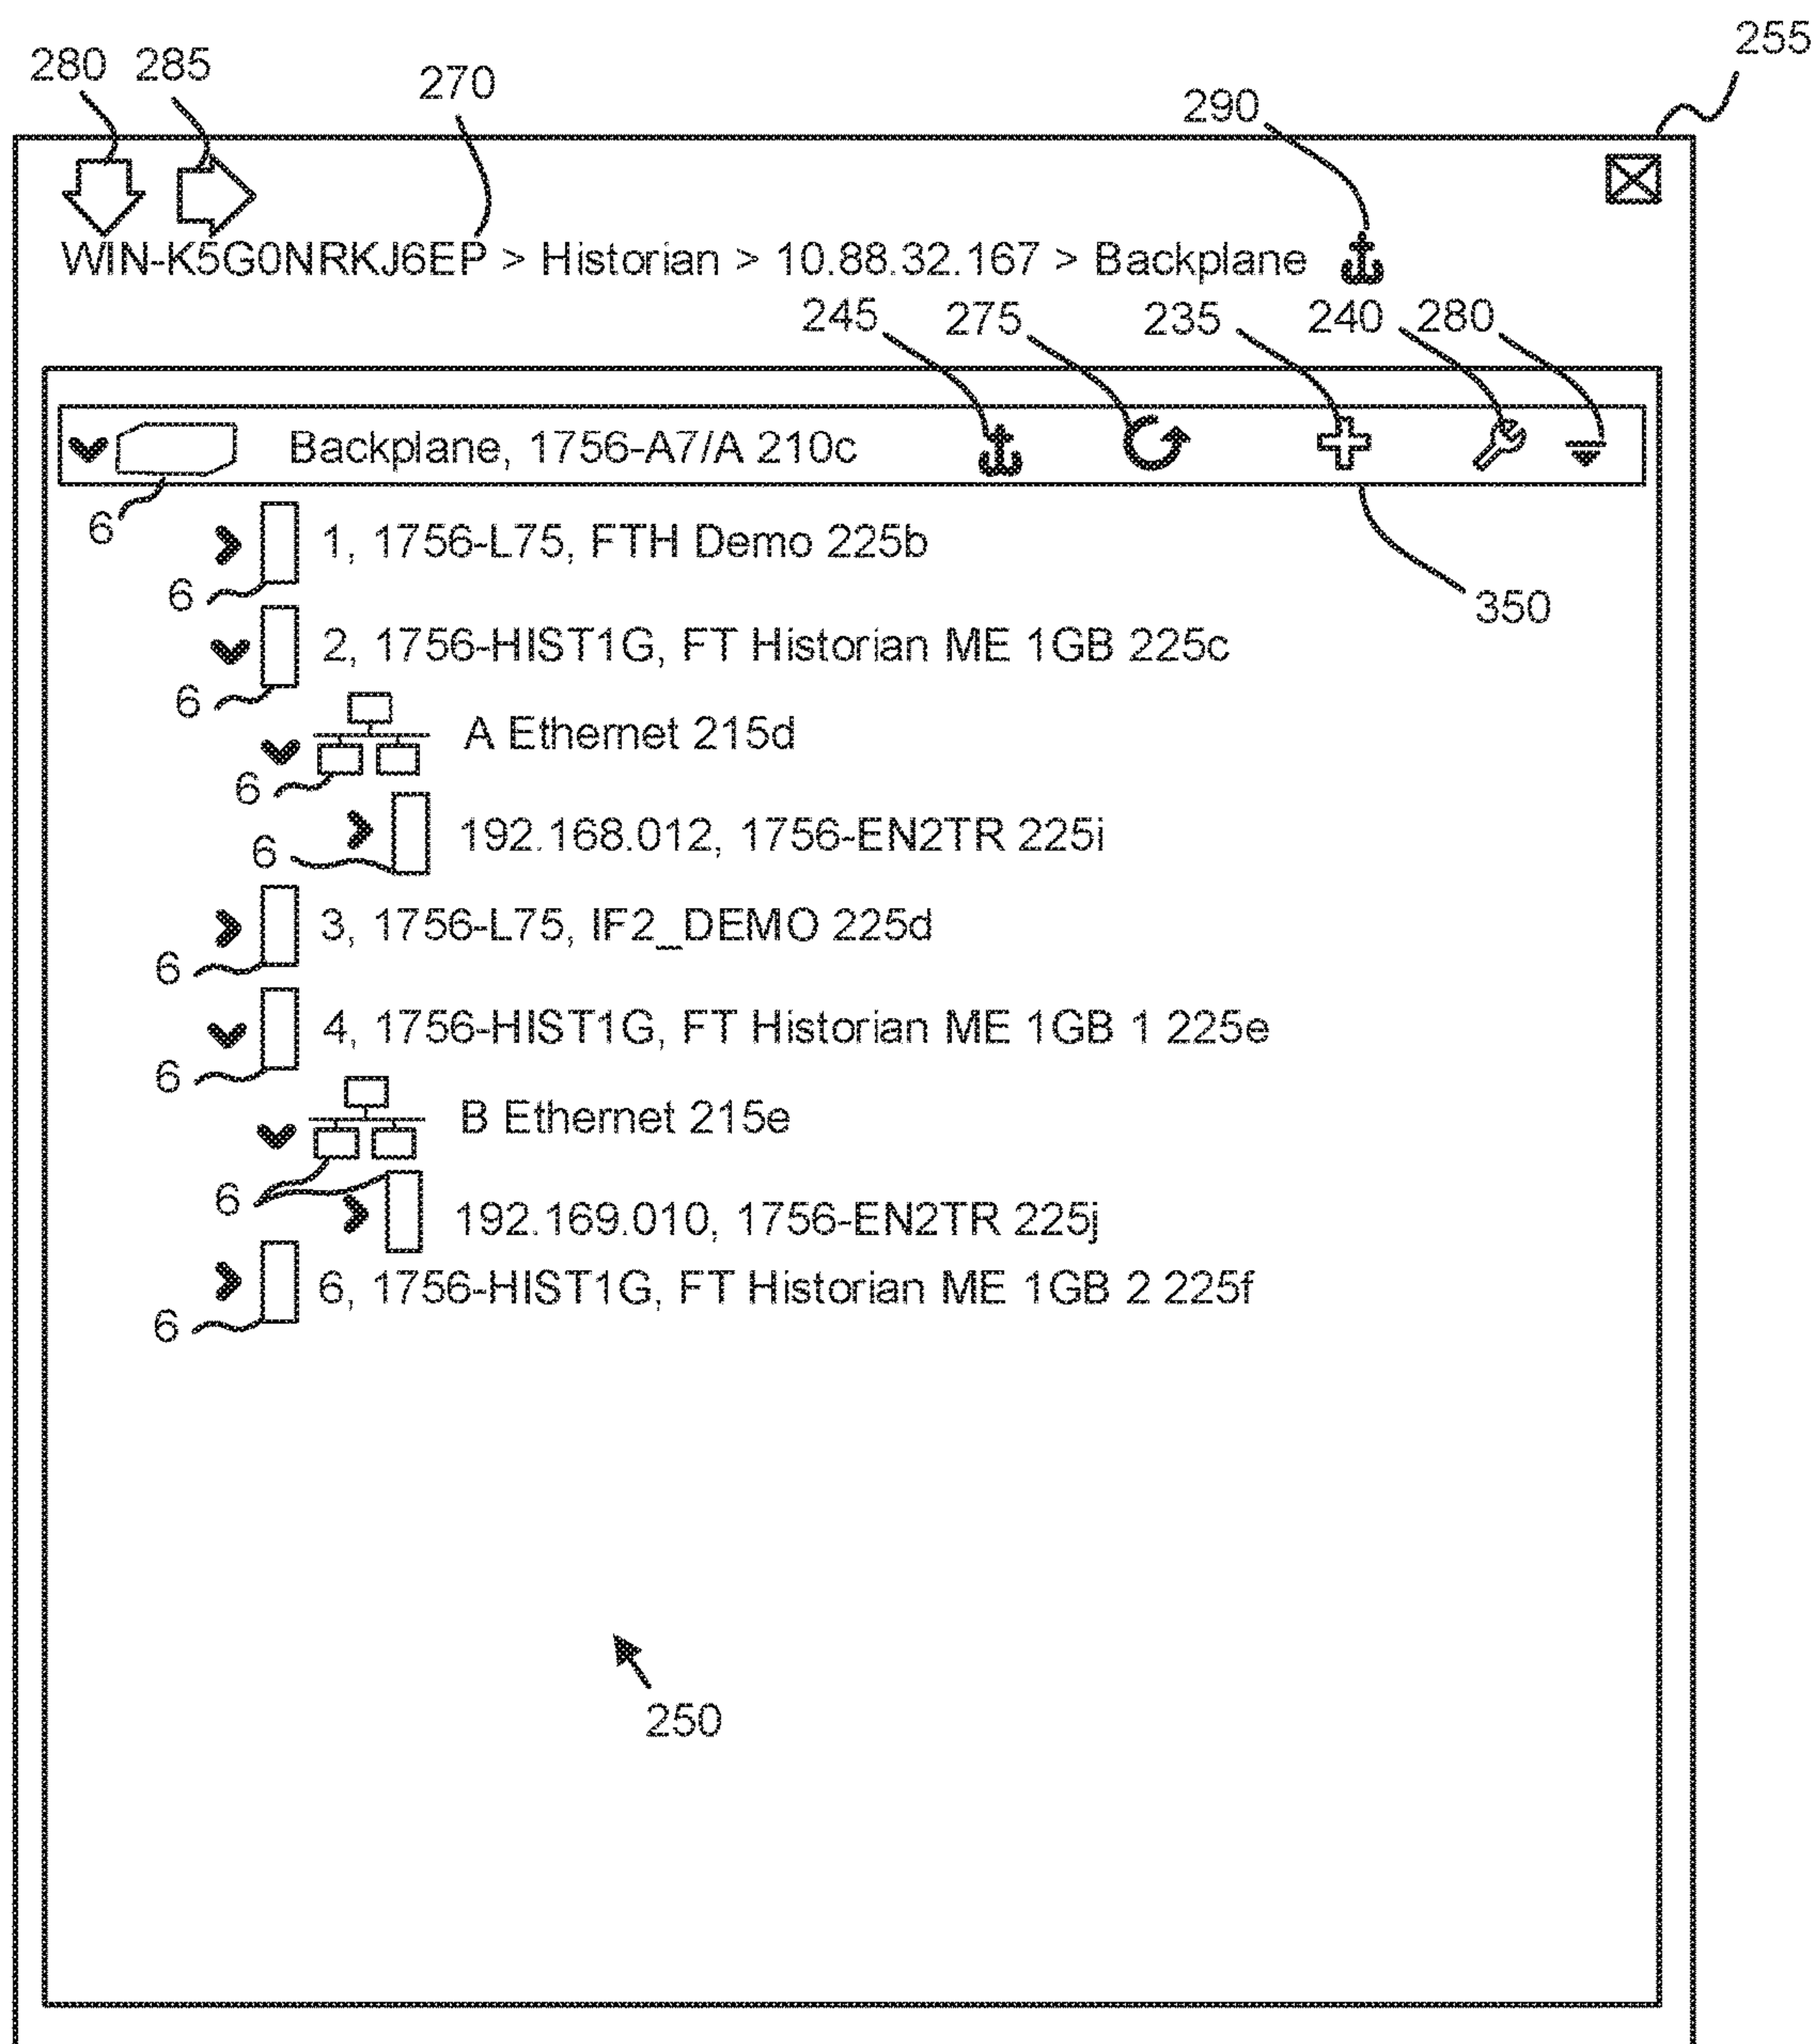 255
280 285 270 290
WIN-K5G0NRKJ6EP > Historian > 10.88.32.167 > Backplane
245 275 235 240 280
Backplane, 1756-A7/A 210c
6
1, 1756-L75, FTH Demo 225b
6
350
2, 1756-HIST1G, FT Historian ME 1GB 225c
6
A Ethernet 215d
6
192.168.012, 1756-EN2TR 225i
6
3, 1756-L75, IF2_DEMO 225d
6
4, 1756-HIST1G, FT Historian ME 1GB 1 225e
6
B Ethernet 215e
6
192.169.010, 1756-EN2TR 225j
6, 1756-HIST1G, FT Historian ME 1GB 2 225f
6
250